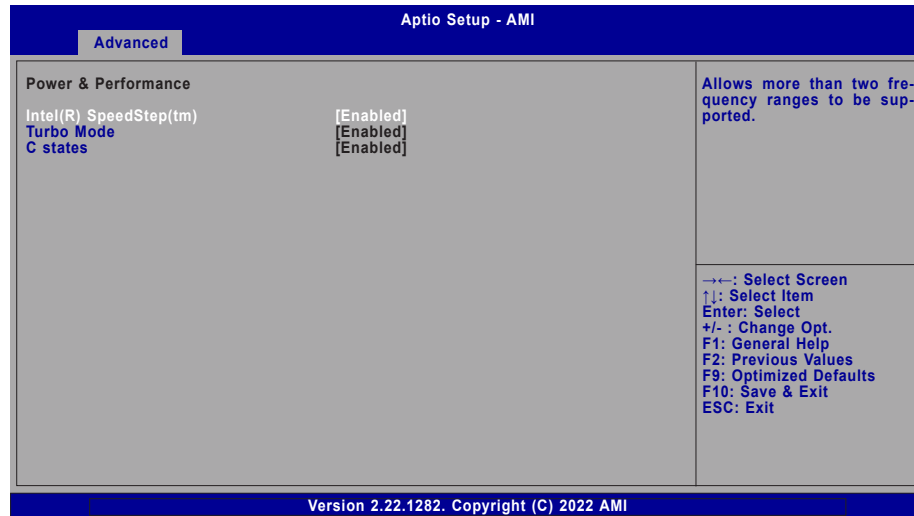 Aptio Setup - AMI
Advanced
Power & Performance
Intel(R) SpeedStep(tm) [Enabled]
Turbo Mode [Enabled]
C states [Enabled]
Allows more than two fre-
quency ranges to be sup-
ported.
→←: Select Screen
↑↓: Select Item
Enter: Select
+/- : Change Opt.
F1: General Help
F2: Previous Values
F9: Optimized Defaults
F10: Save & Exit
ESC: Exit
Version 2.22.1282. Copyright (C) 2022 AMI